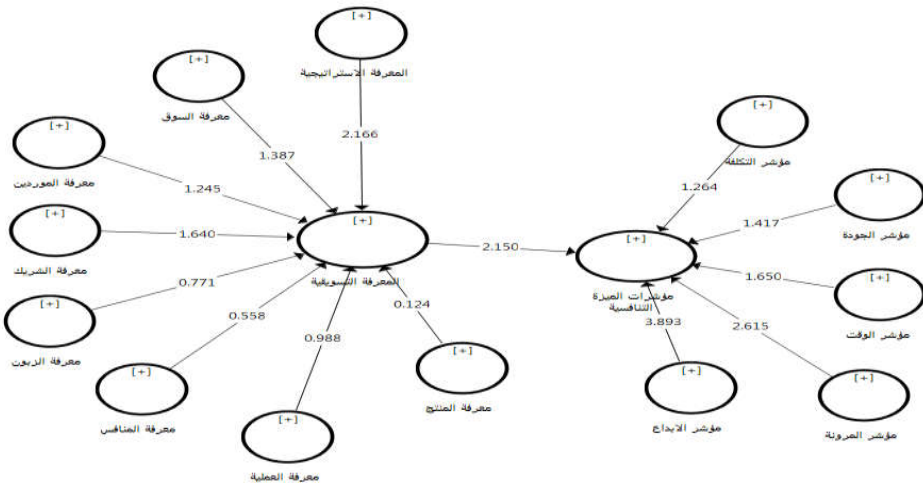 [+]
المعرفة الاستراتيجية
[+]
معرفة السوق
2.166
1.387
[+]
معرفة الموردين
1.245
[+]
معرفة الشريك
1.640
[+]
معرفة الزبون
0.771
[+]
معرفة المنافس
0.558
[+]
معرفة العملية
0.988
[+]
معرفة المنتج
0.124
[+]
المعرفة التسويقية
2.150
[+]
مؤشرات الميزة
التنافسية
[+]
مؤشر التكلفة
1.264
[+]
مؤشر الجودة
1.417
[+]
مؤشر الوقت
1.650
[+]
مؤشر المرونة
2.615
[+]
مؤشر الابداع
3.893